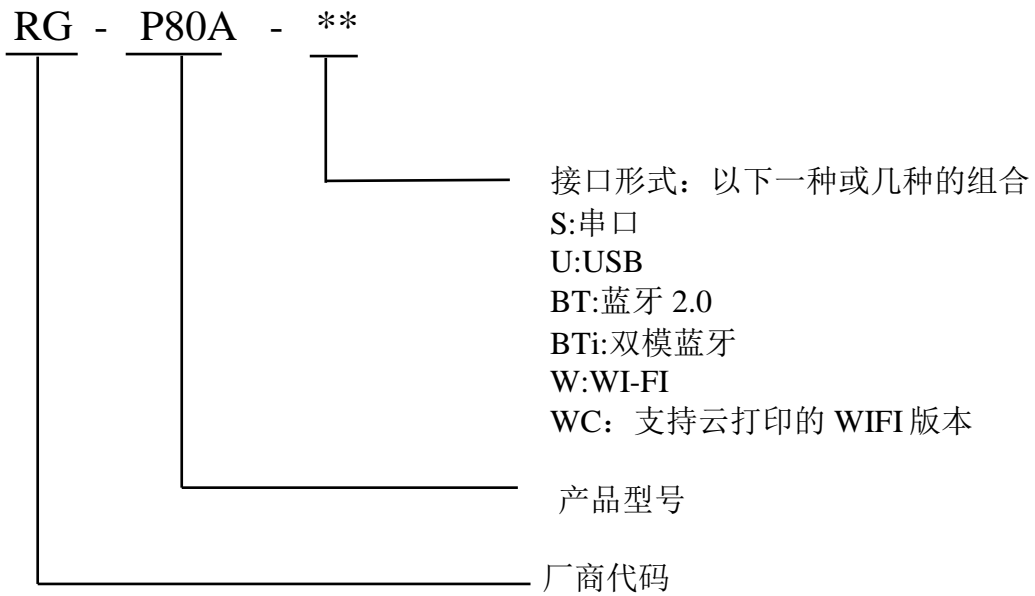 RG - P80A - **
接口形式：以下一种或几种的组合
S:串口
U:USB
BT:蓝牙 2.0
BTi:双模蓝牙
W:WI-FI
WC：支持云打印的 WIFI 版本
产品型号
厂商代码